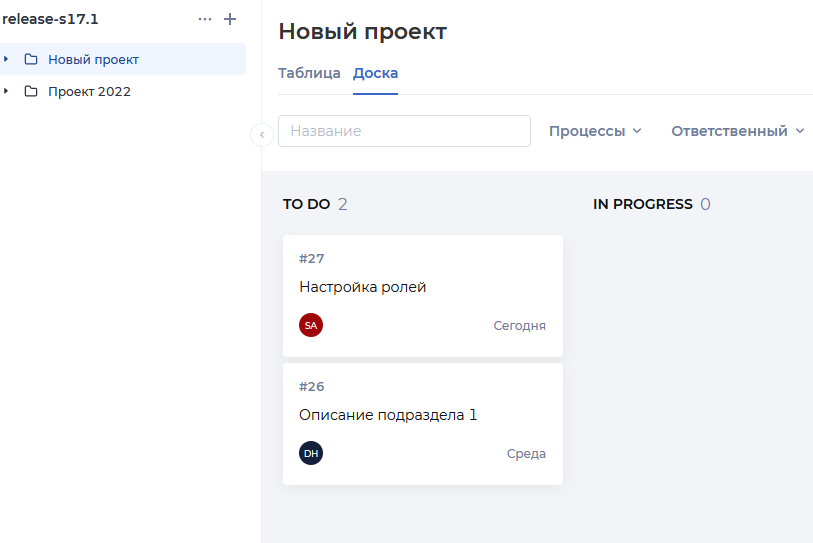 release-s17.1
Новый проект
Проект 2022
Новый проект
Таблица Доска
Название Процессы Ответственный
TO DO 2
#27
Настройка ролей
SA Сегодня
#26
Описание подраздела 1
DH Среда
IN PROGRESS 0